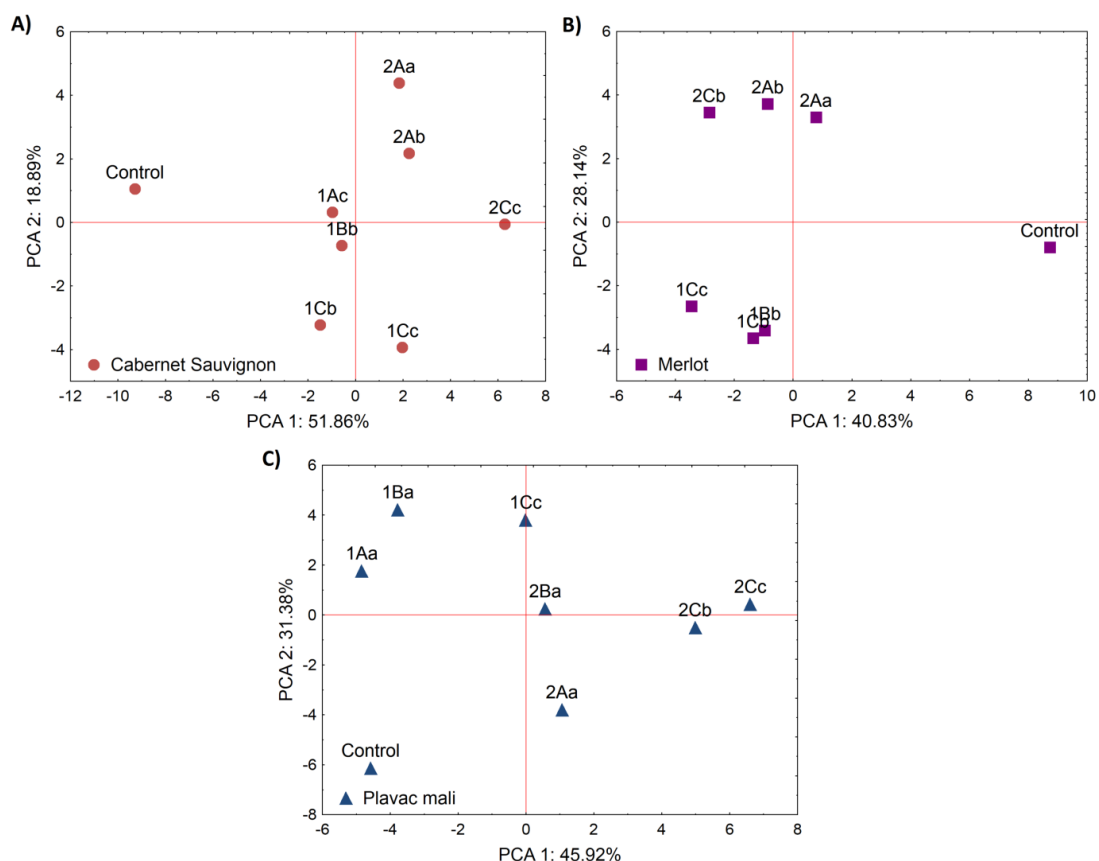 A)
6
4
2
0
-2
-4
PCA 2: 18.89%
2Aa
2Ab
Control
1Ac
2Cc
1Bb
1Cb
1Cc
Cabernet Sauvignon
-12 -10 -8 -6 -4 -2 0 2 4 6 8
PCA 1: 51.86%
B)
6
4
2
0
-2
-4
PCA 2: 28.14%
2Cb 2Ab 2Aa
Control
1Cc
1Bb
1Cb
Merlot
-6 -4 -2 0 2 4 6 8 10
PCA 1: 40.83%
C)
6
4
2
0
-2
-4
-6
-8
PCA 2: 31.38%
1Ba 1Cc
1Aa
2Ba 2Cc
2Cb
2Aa
Control
Plavac mali
-6 -4 -2 0 2 4 6 8
PCA 1: 45.92%